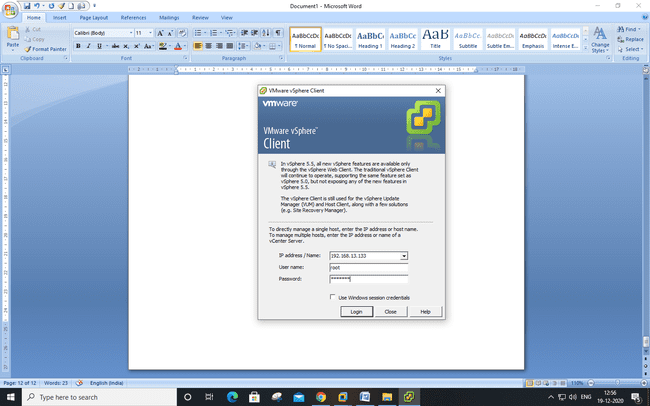 Document1 - Microsoft Word
Home Insert Page Layout References Mailings Review View
Cut
Copy
Format Painter
Paste
Clipboard
Calibri (Body) 11
Font
Paragraph
AaBbCcDc AaBbCcDc AaBbCc AaBbCc AaB AaBbCc. AaBbCcDc AaBbCcDc AaBbCcDc
¶ Normal ¶ No Spaci... Heading 1 Heading 2 Title Subtitle Subtle Em... Emphasis Intense E...
Styles
Change
Styles
Find
Replace
Select
Editing
VMware vSphere Client
vmware
VMware vSphere™
Client
In vSphere 5.5, all new vSphere features are available only
through the vSphere Web Client. The traditional vSphere Client
will continue to operate, supporting the same feature set as
vSphere 5.0, but not exposing any of the new features in
vSphere 5.5.
The vSphere Client is still used for the vSphere Update
Manager (VUM) and Host Client, along with a few solutions
(e.g. Site Recovery Manager).
To directly manage a single host, enter the IP address or host name.
To manage multiple hosts, enter the IP address or name of a
vCenter Server.
IP address / Name: 192.168.13.133
User name: root
Password: ********
Use Windows session credentials
Login Close Help
Page: 12 of 12 Words: 23 English (India) 110%
Type here to search
ENG
12:56
19-12-2020